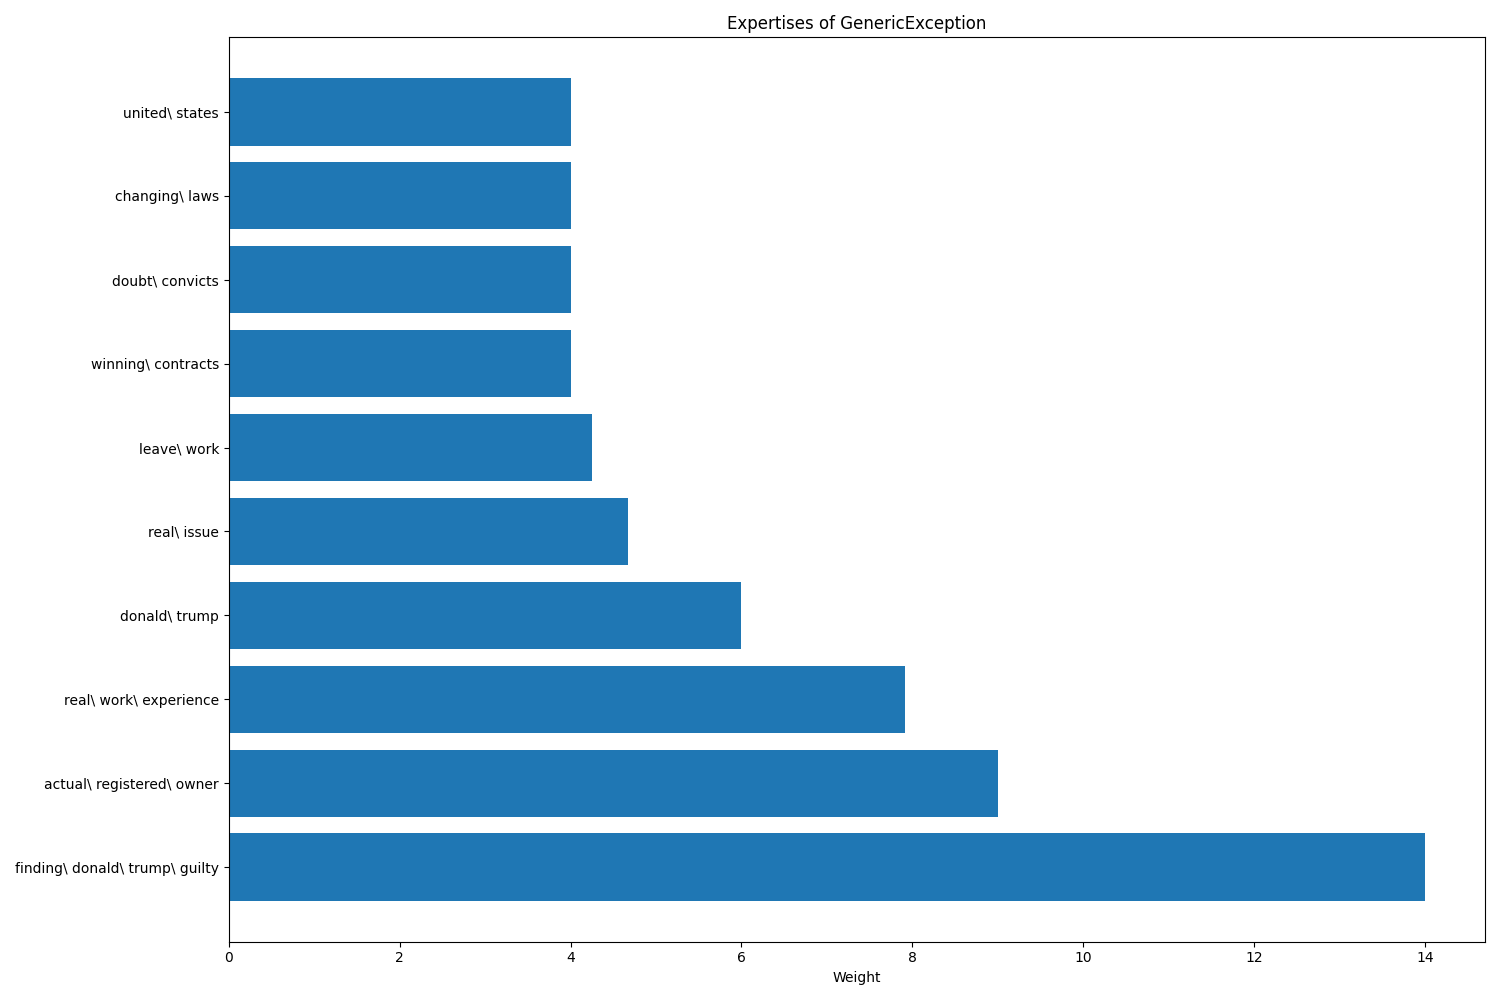 Expertises of GenericException
united\ states
changing\ laws
doubt\ convicts
winning\ contracts
leave\ work
real\ issue
donald\ trump
real\ work\ experience
actual\ registered\ owner
finding\ donald\ trump\ guilty
0 2 4 6 8 10 12 14
Weight